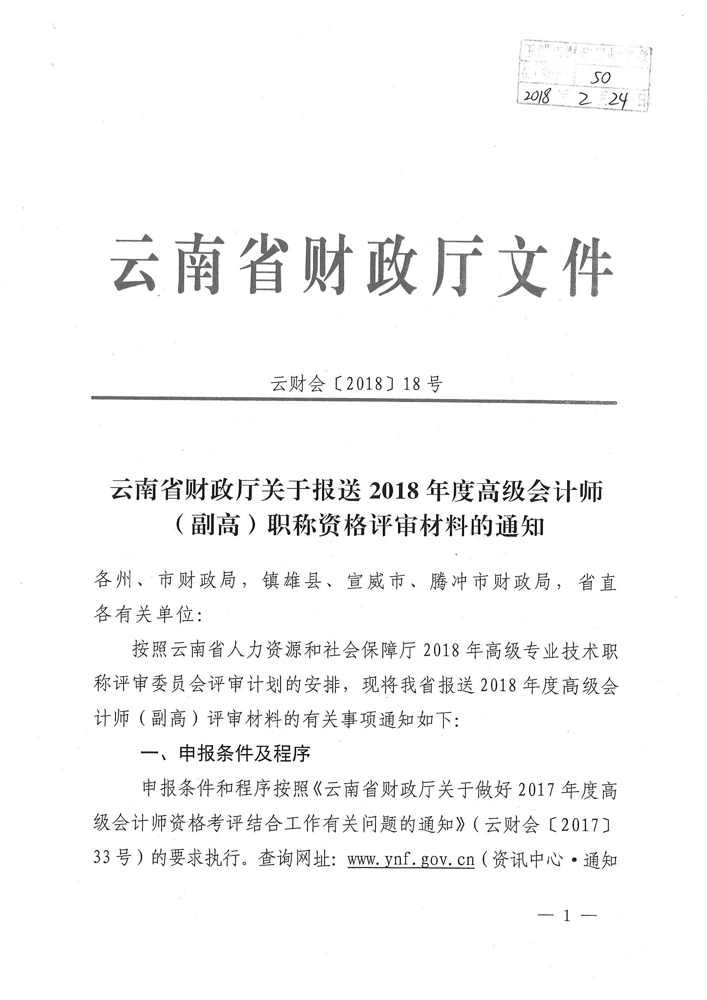 50
2018 年 2 月 24 日
云南省财政厅文件
云财会〔2018〕18号
云南省财政厅关于报送 2018 年度高级会计师
（副高）职称资格评审材料的通知
各州、市财政局，镇雄县、宣威市、腾冲市财政局，省直
各有关单位：
按照云南省人力资源和社会保障厅 2018 年高级专业技术职
称评审委员会评审计划的安排，现将我省报送 2018 年度高级会
计师（副高）评审材料的有关事项通知如下：
一、申报条件及程序
申报条件和程序按照《云南省财政厅关于做好 2017 年度高
级会计师资格考评结合工作有关问题的通知》（云财会〔2017〕
33号）的要求执行。查询网址：www.ynf.gov.cn（资讯中心·通知
— 1 —